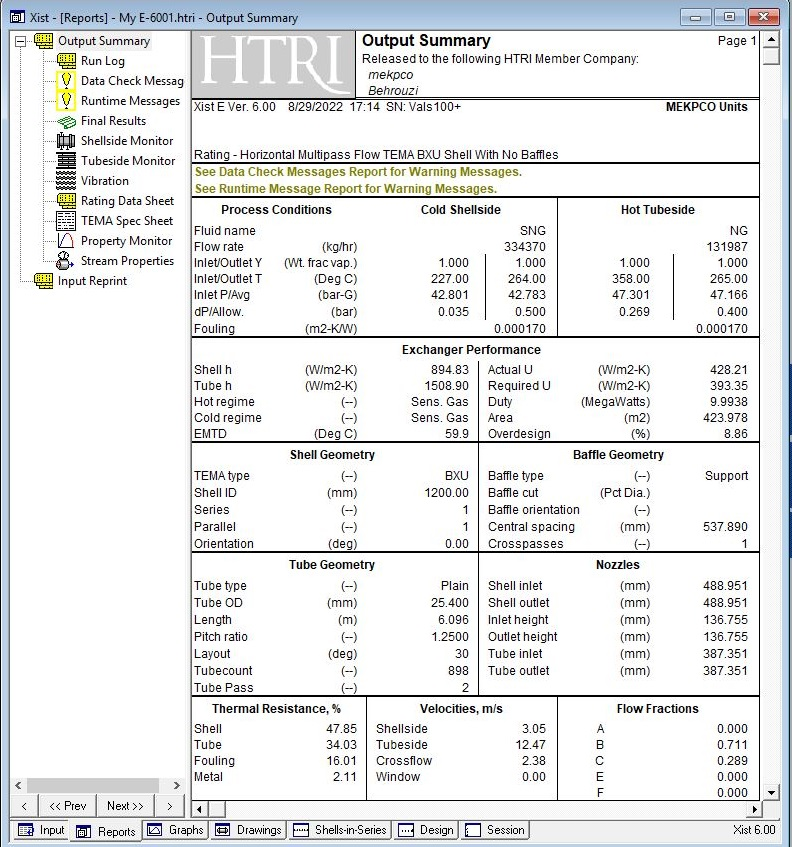 Xist - [Reports] - My E-6001.htri - Output Summary
Output Summary
Run Log
Data Check Messag
Runtime Messages
Final Results
Shellside Monitor
Tubeside Monitor
Vibration
Rating Data Sheet
TEMA Spec Sheet
Property Monitor
Stream Properties
Input Reprint
HTRI
Output Summary Page 1
Released to the following HTRI Member Company:
mekpco
Behrouzi
Xist E Ver. 6.00 8/29/2022 17:14 SN: Vals100+ MEKPCO Units
Rating - Horizontal Multipass Flow TEMA BXU Shell With No Baffles
See Data Check Messages Report for Warning Messages.
See Runtime Message Report for Warning Messages.
Process Conditions Cold Shellside Hot Tubeside
Fluid name SNG NG
Flow rate (kg/hr) 334370 131987
Inlet/Outlet Y (Wt. frac vap.) 1.000 1.000 1.000 1.000
Inlet/Outlet T (Deg C) 227.00 264.00 358.00 265.00
Inlet P/Avg (bar-G) 42.801 42.783 47.301 47.166
dP/Allow. (bar) 0.035 0.500 0.269 0.400
Fouling (m2-K/W) 0.000170 0.000170
Exchanger Performance
Shell h (W/m2-K) 894.83 Actual U (W/m2-K) 428.21
Tube h (W/m2-K) 1508.90 Required U (W/m2-K) 393.35
Hot regime (--) Sens. Gas Duty (MegaWatts) 9.9938
Cold regime (--) Sens. Gas Area (m2) 423.978
EMTD (Deg C) 59.9 Overdesign (%) 8.86
Shell Geometry Baffle Geometry
TEMA type (--) BXU Baffle type (--) Support
Shell ID (mm) 1200.00 Baffle cut (Pct Dia.)
Series (--) 1 Baffle orientation (--)
Parallel (--) 1 Central spacing (mm) 537.890
Orientation (deg) 0.00 Crosspasses (--) 1
Tube Geometry Nozzles
Tube type (--) Plain Shell inlet (mm) 488.951
Tube OD (mm) 25.400 Shell outlet (mm) 488.951
Length (m) 6.096 Inlet height (mm) 136.755
Pitch ratio (--) 1.2500 Outlet height (mm) 136.755
Layout (deg) 30 Tube inlet (mm) 387.351
Tubecount (--) 898 Tube outlet (mm) 387.351
Tube Pass (--) 2
Thermal Resistance, % Velocities, m/s Flow Fractions
Shell 47.85 Shellside 3.05 A 0.000
Tube 34.03 Tubeside 12.47 B 0.711
Fouling 16.01 Crossflow 2.38 C 0.289
Metal 2.11 Window 0.00 E 0.000
F 0.000
< << Prev Next >> >
Input Reports Graphs Drawings Shells-in-Series Design Session Xist 6.00